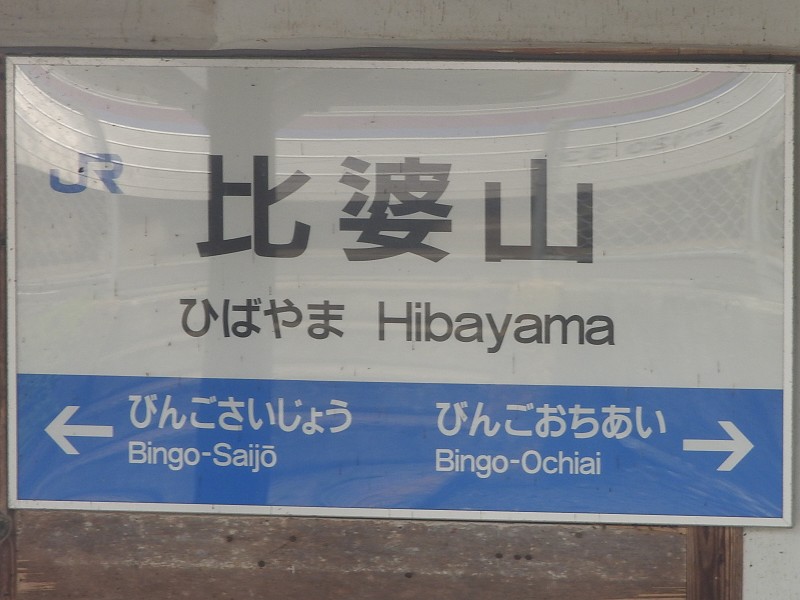 JR
比婆山
ひばやま Hibayama
びんごさいじょう
Bingo-Saijō
びんごおちあい
Bingo-Ochiai